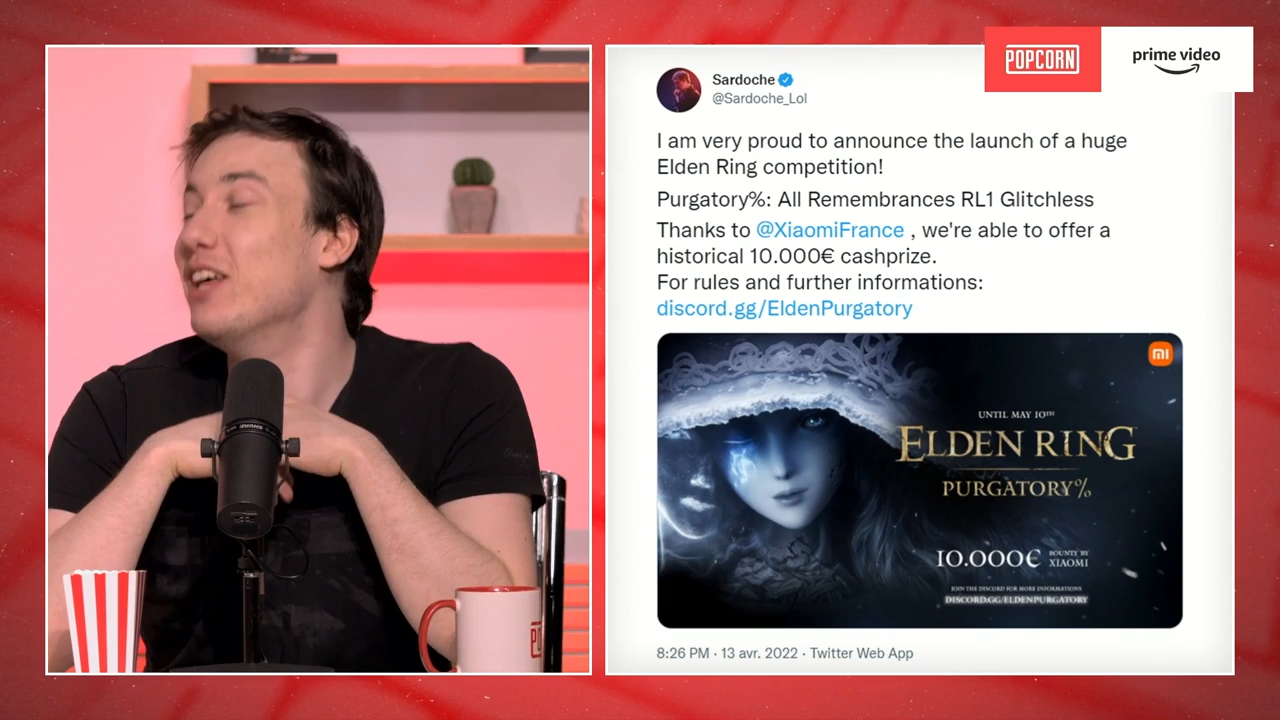 POPCORN
prime video
Sardoche
@Sardoche_Lol
I am very proud to announce the launch of a huge
Elden Ring competition!
Purgatory%: All Remembrances RL1 Glitchless
Thanks to @XiaomiFrance , we're able to offer a
historical 10.000€ cashprize.
For rules and further informations:
discord.gg/EldenPurgatory
UNTIL MAY 10TH
ELDEN RING
PURGATORY%
10.000€ BOUNTY BY
XIAOMI
JOIN THE DISCORD FOR MORE INFORMATIONS
DISCORD.GG/ELDENPURGATORY
8:26 PM · 13 avr. 2022 · Twitter Web App